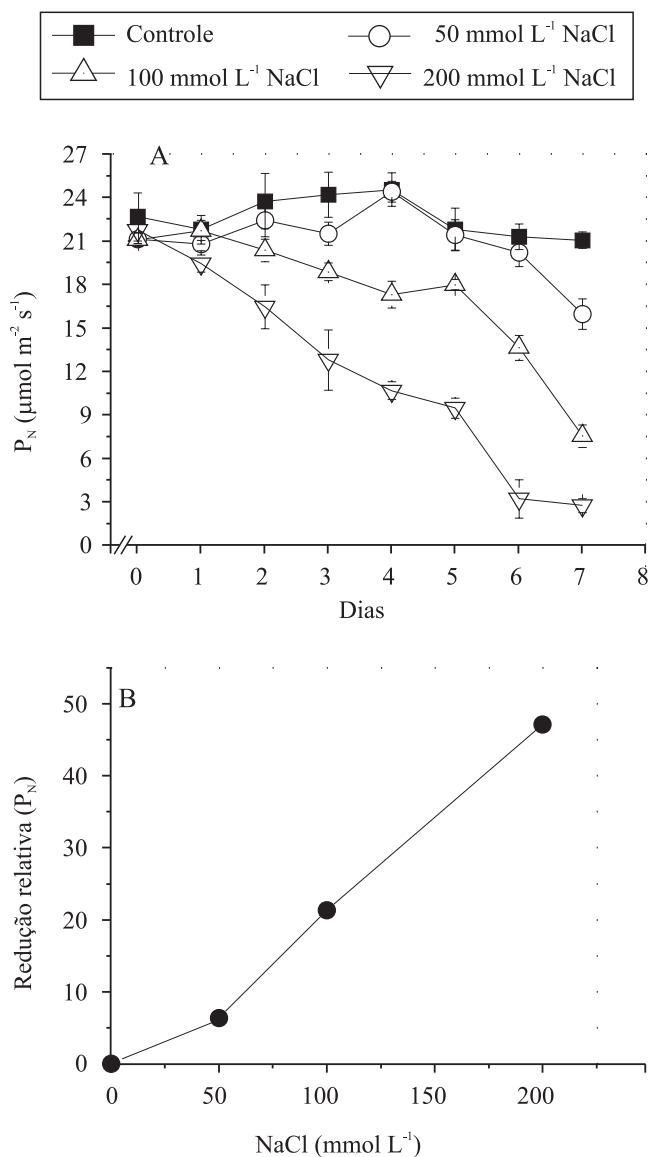 Controle
50 mmol L⁻¹ NaCl
100 mmol L⁻¹ NaCl
200 mmol L⁻¹ NaCl
A
27
24
21
18
15
12
9
6
3
0
P_N (µmol m⁻² s⁻¹)
0 1 2 3 4 5 6 7 8
Dias
B
50
40
30
20
10
0
Redução relativa (P_N)
0 50 100 150 200
NaCl (mmol L⁻¹)